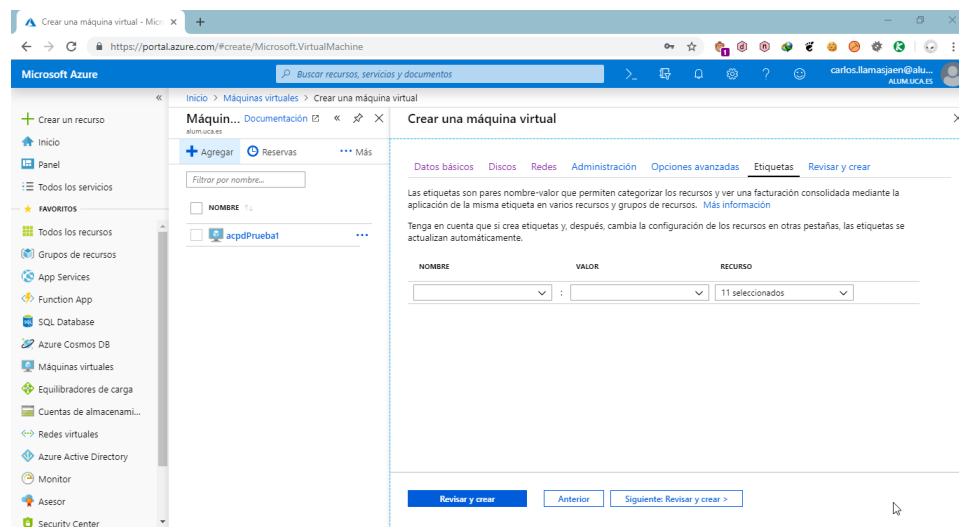 Crear una máquina virtual - Micr
https://portal.azure.com/#create/Microsoft.VirtualMachine
Microsoft Azure
Buscar recursos, servicios y documentos
carlos.llamasjaen@alu...
ALUM.UCA.ES
Inicio > Máquinas virtuales > Crear una máquina virtual
Crear un recurso
Inicio
Panel
Todos los servicios
FAVORITOS
Todos los recursos
Grupos de recursos
App Services
Function App
SQL Database
Azure Cosmos DB
Máquinas virtuales
Equilibradores de carga
Cuentas de almacenami...
Redes virtuales
Azure Active Directory
Monitor
Asesor
Security Center
Máquin... Documentación
alum.uca.es
Agregar Reservas Más
Filtrar por nombre...
NOMBRE
acpdPrueba1
Crear una máquina virtual
Datos básicos Discos Redes Administración Opciones avanzadas Etiquetas Revisar y crear
Las etiquetas son pares nombre-valor que permiten categorizar los recursos y ver una facturación consolidada mediante la
aplicación de la misma etiqueta en varios recursos y grupos de recursos. Más información
Tenga en cuenta que si crea etiquetas y, después, cambia la configuración de los recursos en otras pestañas, las etiquetas se
actualizan automáticamente.
NOMBRE VALOR RECURSO
: 11 seleccionados
Revisar y crear Anterior Siguiente: Revisar y crear >